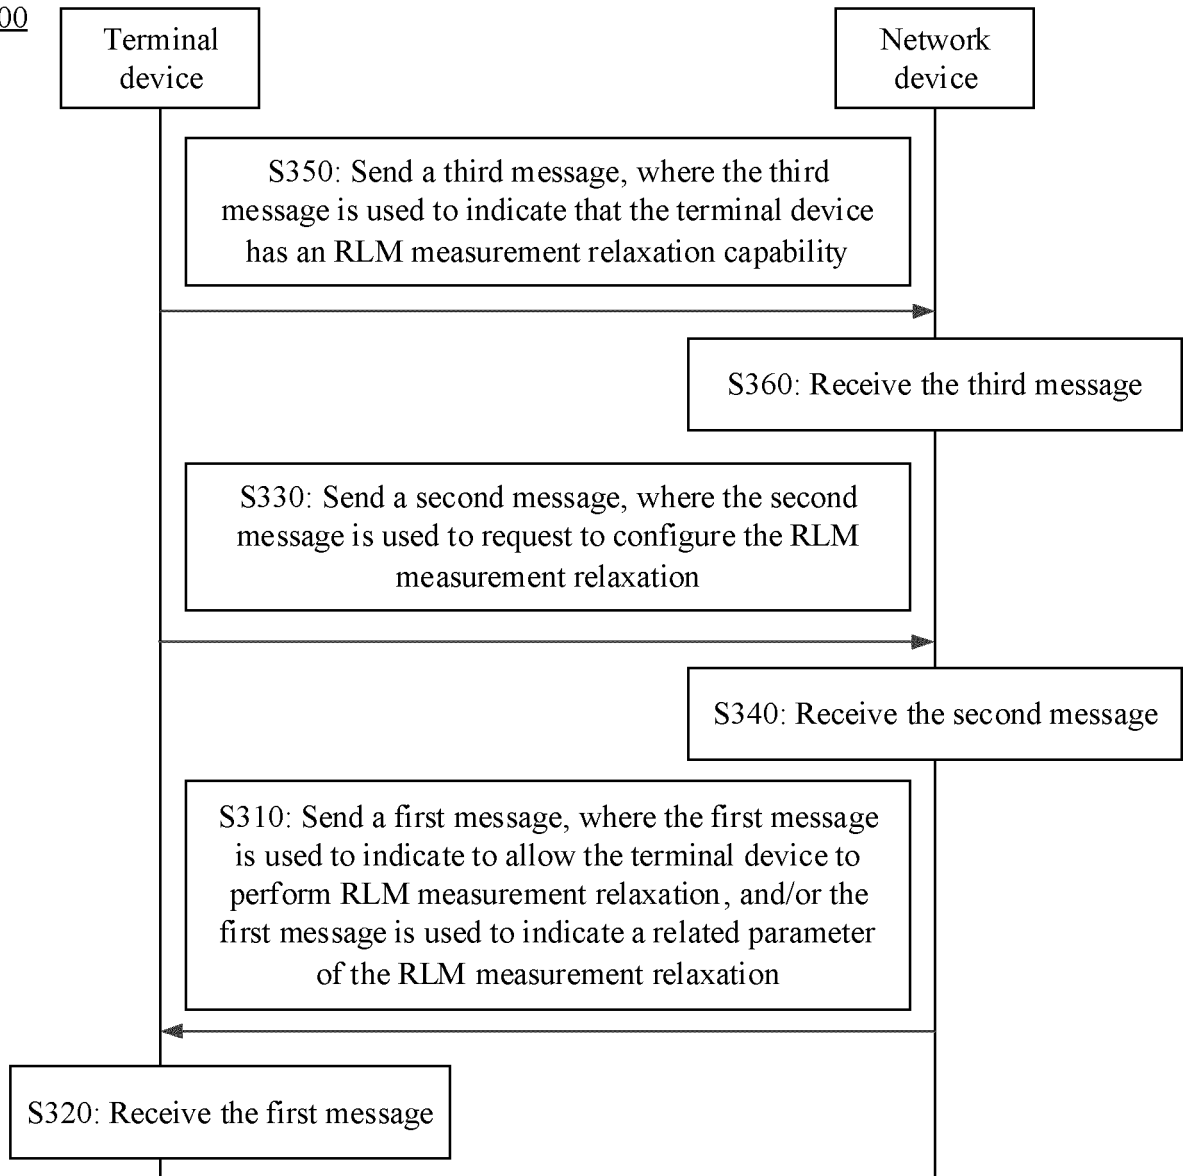 00
Terminal
device
Network
device
S350: Send a third message, where the third
message is used to indicate that the terminal device
has an RLM measurement relaxation capability
S360: Receive the third message
S330: Send a second message, where the second
message is used to request to configure the RLM
measurement relaxation
S340: Receive the second message
S310: Send a first message, where the first message
is used to indicate to allow the terminal device to
perform RLM measurement relaxation, and/or the
first message is used to indicate a related parameter
of the RLM measurement relaxation
S320: Receive the first message